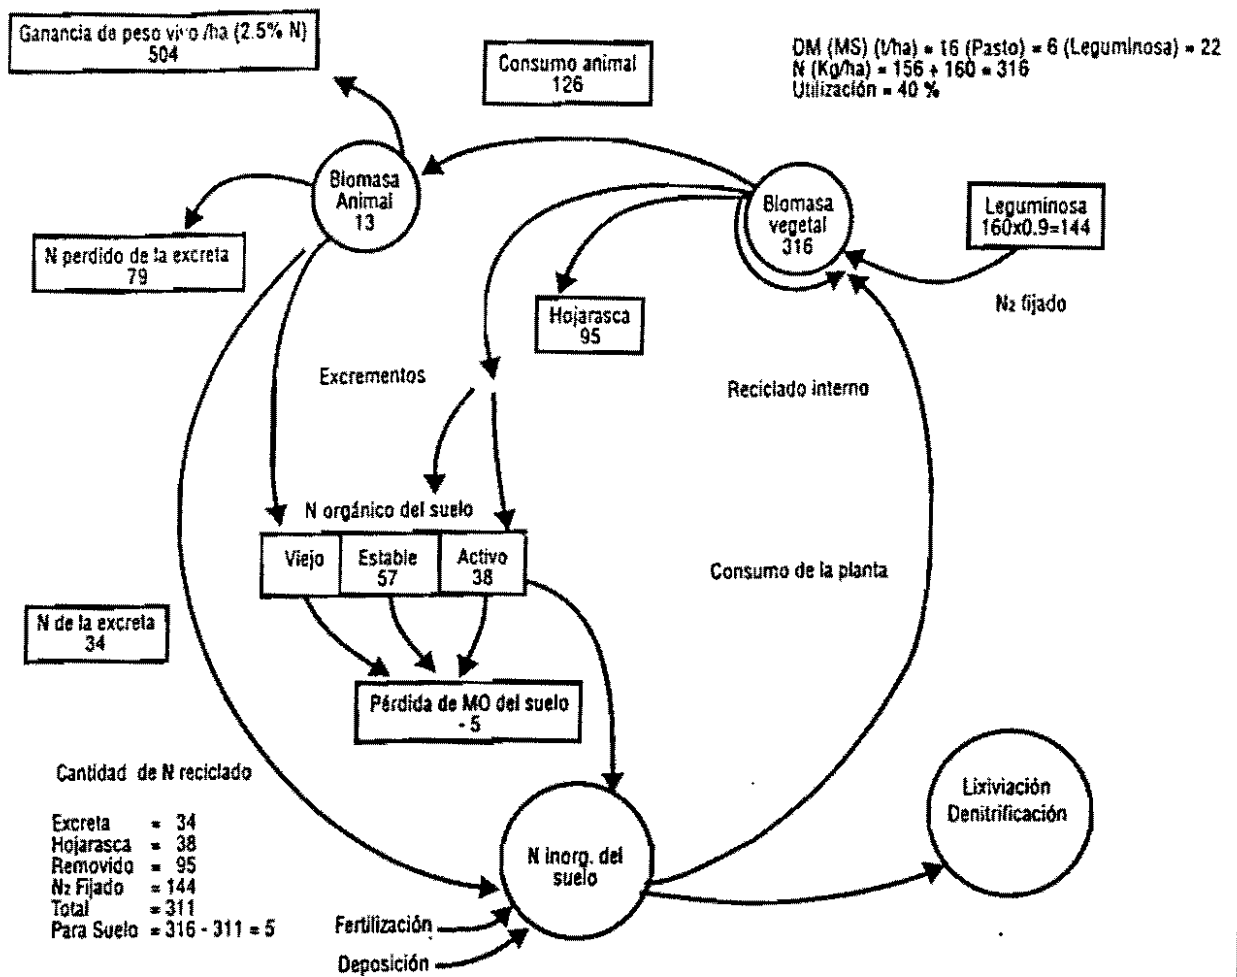 Ganancia de peso vivo /ha (2.5% N)
504
Consumo animal
126
DM (MS) (t/ha) = 16 (Pasto) = 6 (Leguminosa) = 22
N (Kg/ha) = 156 + 160 = 316
Utilización = 40 %
Biomasa
Animal
13
Biomasa
vegetal
316
Leguminosa
160x0.9=144
N perdido de la excreta
79
N₂ fijado
Hojarasca
95
Excrementos
Reciclado interno
N orgánico del suelo
Viejo
Estable
57
Activo
38
Consumo de la planta
N de la excreta
34
Pérdida de MO del suelo
- 5
Cantidad de N reciclado
Excreta = 34
Hojarasca = 38
Removido = 95
N₂ Fijado = 144
Total = 311
Para Suelo = 316 - 311 = 5
Lixiviación
Denitrificación
N inorg. del
suelo
Fertilización
Deposición